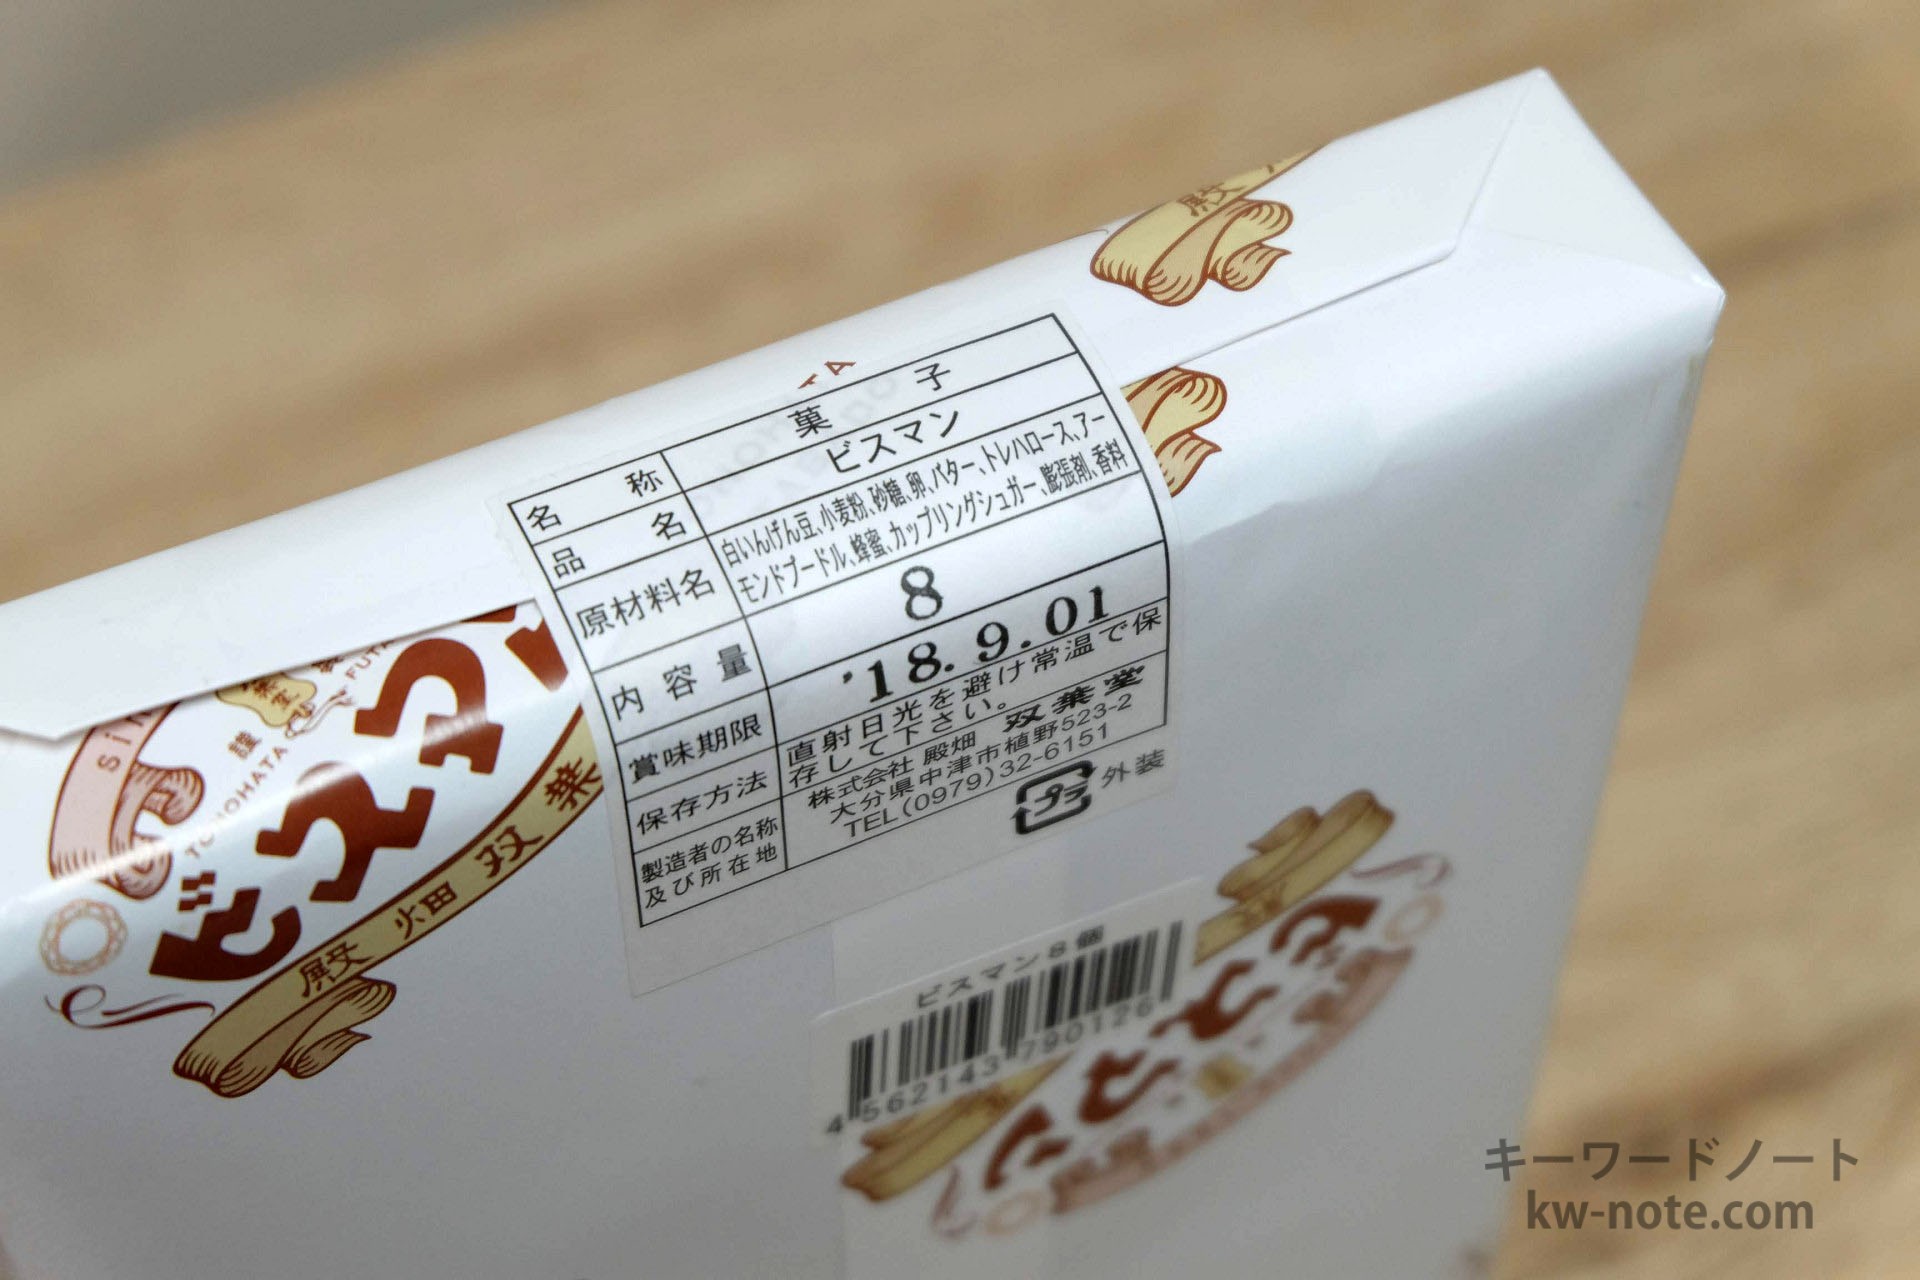 名称 菓子
品名 ビスマン
原材料名 白いんげん豆、小麦粉、砂糖、卵、バター、トレハロース、アー
モンドプードル、蜂蜜、カップリングシュガー、膨張剤、香料
内容量 8
賞味期限 '18.9.01
保存方法 直射日光を避け常温で保
存して下さい。
製造者の名称
及び所在地
株式会社 殿畑 双葉堂
大分県中津市植野523-2
TEL(0979)32-6151
プラ 外装
TA
殿
TONOHATA
びすまん
殿畑双葉
ビスマン8個
4562143790126
キーワードノート
kw-note.com